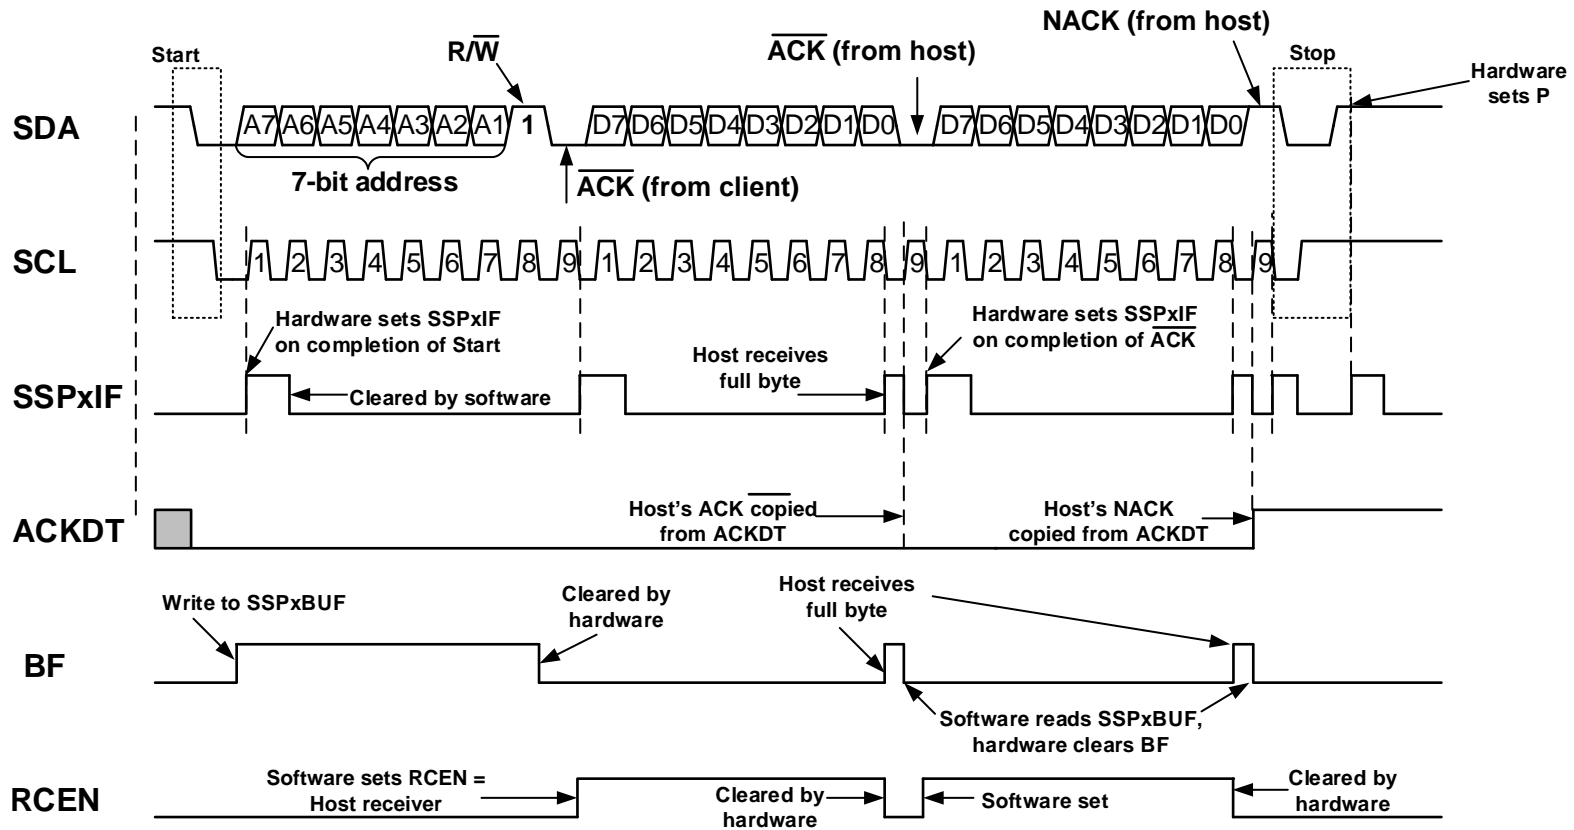 NACK (from host)
R/W
ACK (from host)
Start
Stop
Hardware
sets P
SDA
A7 A6 A5 A4 A3 A2 A1 1 D7 D6 D5 D4 D3 D2 D1 D0 D7 D6 D5 D4 D3 D2 D1 D0
7-bit address
ACK (from client)
SCL
1 2 3 4 5 6 7 8 9 1 2 3 4 5 6 7 8 9 1 2 3 4 5 6 7 8 9
Hardware sets SSPxIF
on completion of Start
Hardware sets SSPxIF
on completion of ACK
Host receives
full byte
SSPxIF
Cleared by software
ACKDT
Host's ACK copied
from ACKDT
Host's NACK
copied from ACKDT
Write to SSPxBUF
Cleared by
hardware
Host receives
full byte
BF
Software reads SSPxBUF,
hardware clears BF
RCEN
Software sets RCEN =
Host receiver
Cleared by
hardware
Software set
Cleared by
hardware